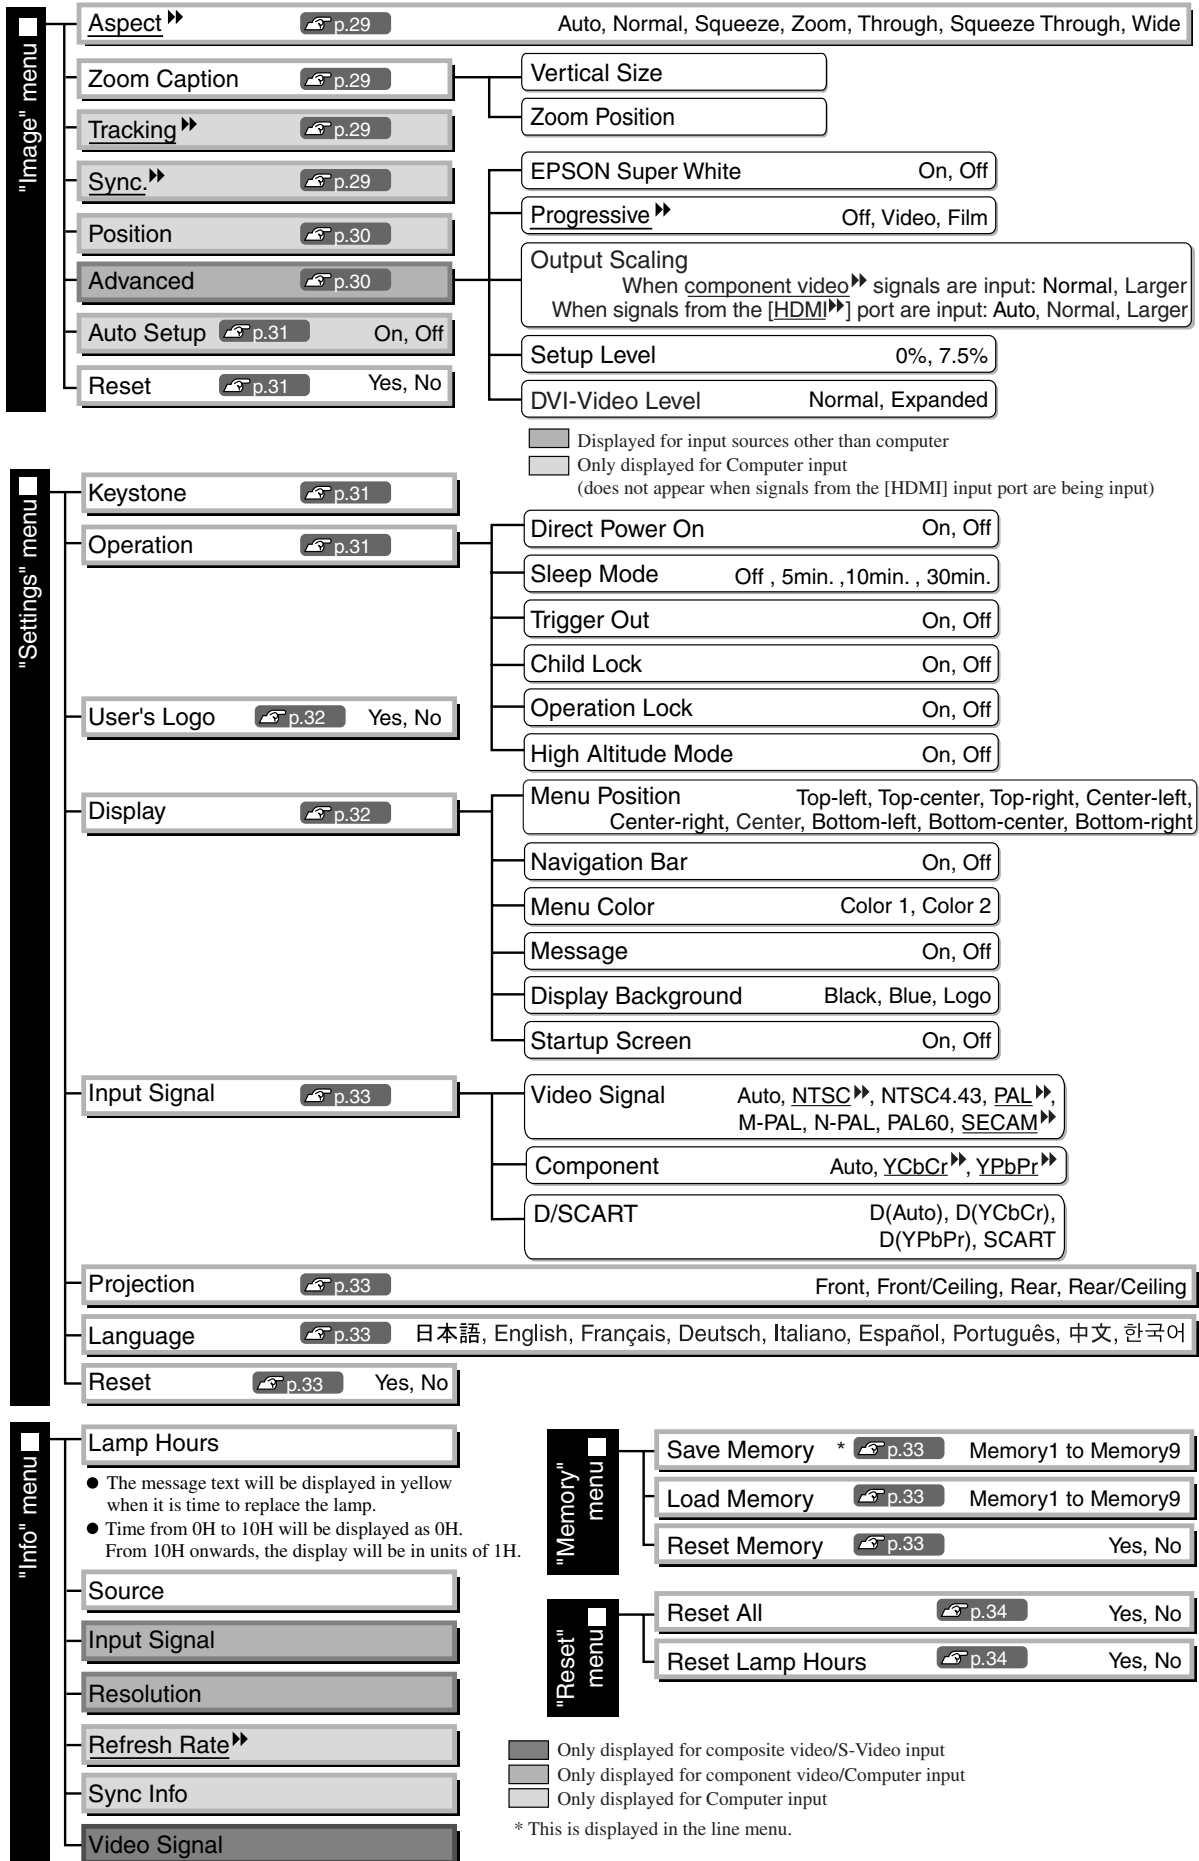 "Image" menu
Aspect p.29 Auto, Normal, Squeeze, Zoom, Through, Squeeze Through, Wide
Zoom Caption p.29
Vertical Size
Zoom Position
Tracking p.29
Sync. p.29
Position p.30
Advanced p.30
EPSON Super White On, Off
Progressive Off, Video, Film
Output Scaling
When component video signals are input: Normal, Larger
When signals from the [HDMI] port are input: Auto, Normal, Larger
Setup Level 0%, 7.5%
DVI-Video Level Normal, Expanded
Auto Setup p.31 On, Off
Reset p.31 Yes, No
Displayed for input sources other than computer
Only displayed for Computer input
(does not appear when signals from the [HDMI] input port are being input)
"Settings" menu
Keystone p.31
Operation p.31
Direct Power On On, Off
Sleep Mode Off , 5min. ,10min. , 30min.
Trigger Out On, Off
Child Lock On, Off
Operation Lock On, Off
High Altitude Mode On, Off
User's Logo p.32 Yes, No
Display p.32
Menu Position Top-left, Top-center, Top-right, Center-left,
Center-right, Center, Bottom-left, Bottom-center, Bottom-right
Navigation Bar On, Off
Menu Color Color 1, Color 2
Message On, Off
Display Background Black, Blue, Logo
Startup Screen On, Off
Input Signal p.33
Video Signal Auto, NTSC, NTSC4.43, PAL,
M-PAL, N-PAL, PAL60, SECAM
Component Auto, YCbCr, YPbPr
D/SCART D(Auto), D(YCbCr),
D(YPbPr), SCART
Projection p.33 Front, Front/Ceiling, Rear, Rear/Ceiling
Language p.33 日本語, English, Français, Deutsch, Italiano, Español, Português, 中文, 한국어
Reset p.33 Yes, No
"Info" menu
Lamp Hours
● The message text will be displayed in yellow
when it is time to replace the lamp.
● Time from 0H to 10H will be displayed as 0H.
From 10H onwards, the display will be in units of 1H.
Source
Input Signal
Resolution
Refresh Rate
Sync Info
Video Signal
"Memory"
menu
Save Memory * p.33 Memory1 to Memory9
Load Memory p.33 Memory1 to Memory9
Reset Memory p.33 Yes, No
"Reset"
menu
Reset All p.34 Yes, No
Reset Lamp Hours p.34 Yes, No
Only displayed for composite video/S-Video input
Only displayed for component video/Computer input
Only displayed for Computer input
* This is displayed in the line menu.